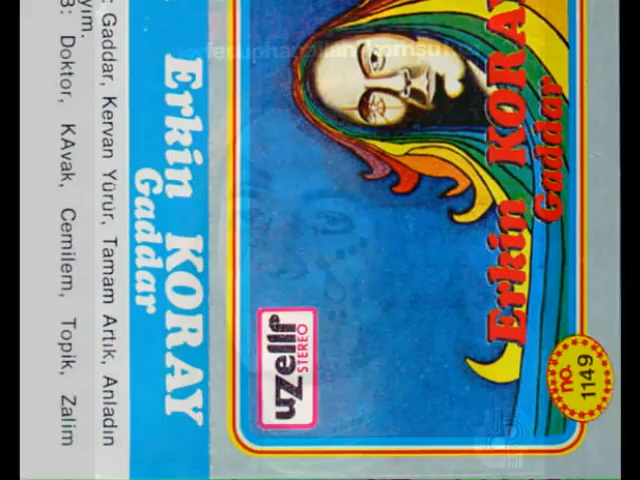 : Gaddar, Kervan Yürür, Tamam Artık, Anladın
yım.
B: Doktor, KAvak, Cemilem, Topik, Zalim
Erkin KORAY
Gaddar
Erkin KORAY
Gaddar
uzelli
STEREO
no.
1149